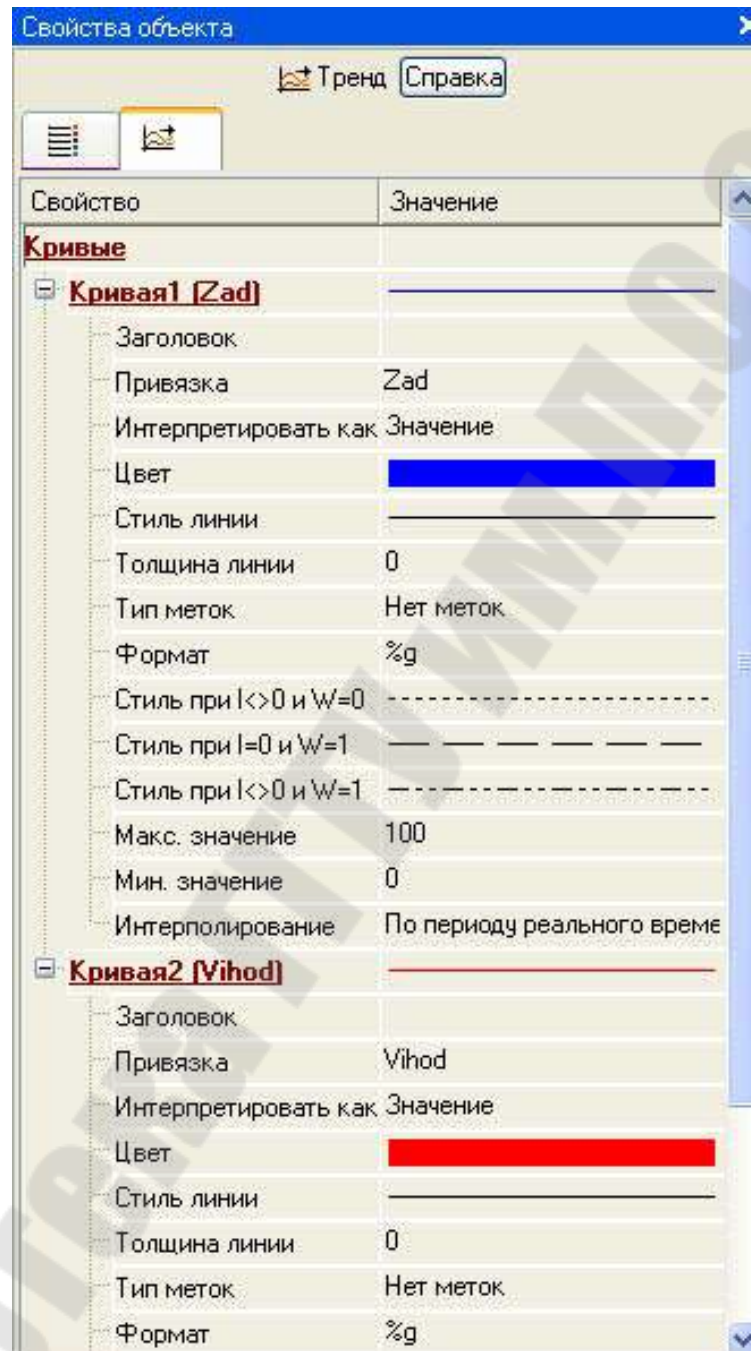 Свойства объекта
Тренд Справка
Свойство Значение
Кривые
Кривая1 (Zad)
Заголовок
Привязка Zad
Интерпретировать как Значение
Цвет
Стиль линии
Толщина линии 0
Тип меток Нет меток
Формат %g
Стиль при I<>0 и W=0
Стиль при I=0 и W=1
Стиль при I<>0 и W=1
Макс. значение 100
Мин. значение 0
Интерполирование По периоду реального време
Кривая2 (Vihod)
Заголовок
Привязка Vihod
Интерпретировать как Значение
Цвет
Стиль линии
Толщина линии 0
Тип меток Нет меток
Формат %g